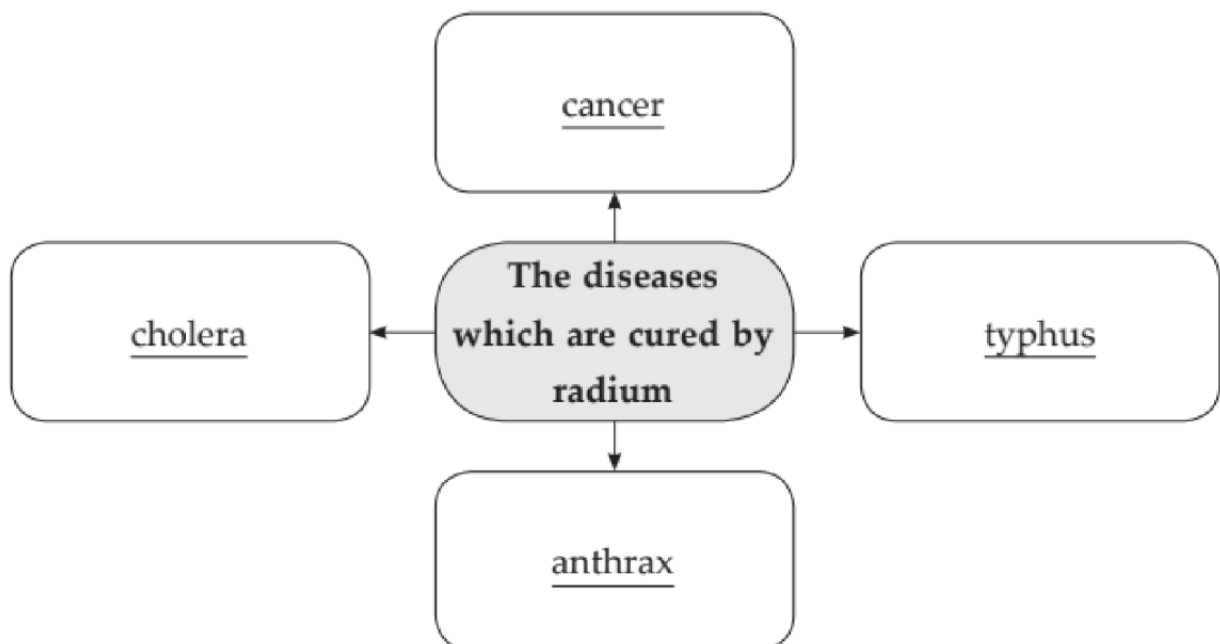 cancer
cholera
The diseases
which are cured by
radium
typhus
anthrax